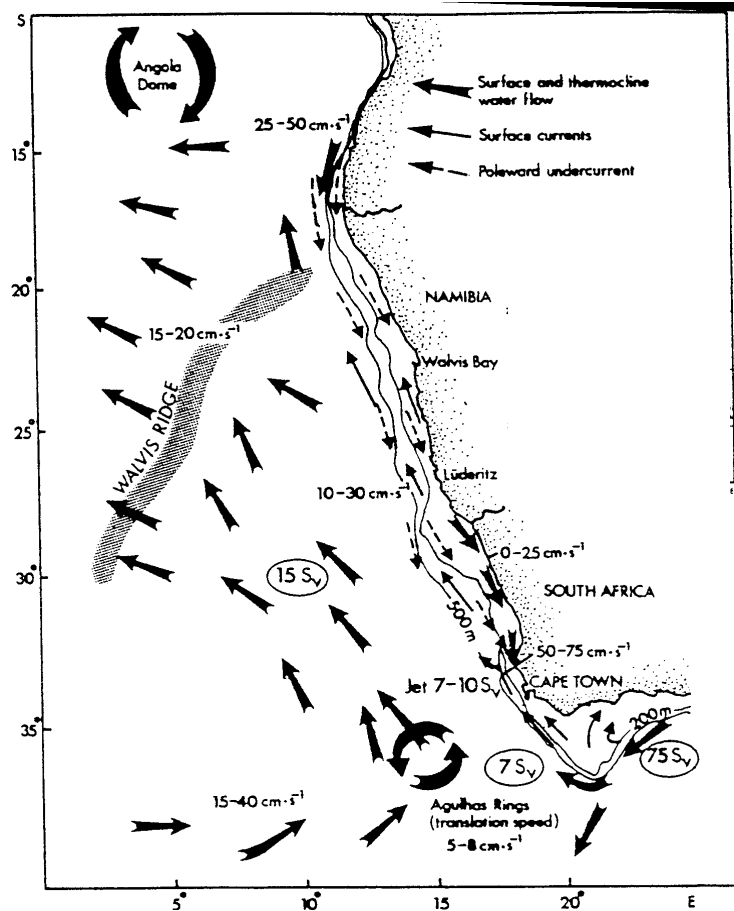 S
Angola
Dome
Surface and thermocline
water flow
Surface currents
Poleward undercurrent
25-50 cm·s⁻¹
15°
20°
NAMIBIA
15-20 cm·s⁻¹
Walvis Bay
WALVIS RIDGE
25°
Lüderitz
10-30 cm·s⁻¹
0-25 cm·s⁻¹
30°
15 Sv
SOUTH AFRICA
500m
50-75 cm·s⁻¹
Jet 7-10 Sv
CAPE TOWN
200m
35°
7 Sv
75 Sv
15-40 cm·s⁻¹
Agulhas Rings
(translation speed)
5-8 cm·s⁻¹
5°
10°
15
20°
E